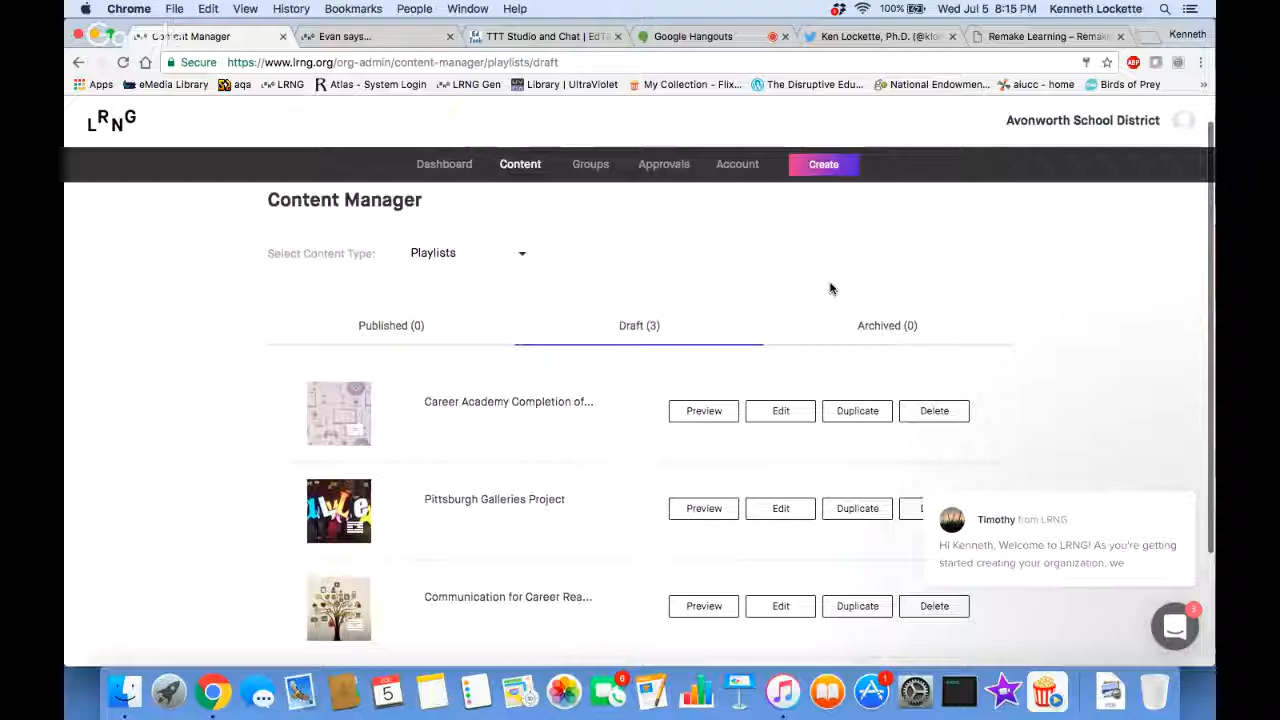 Chrome File Edit View History Bookmarks People Window Help 100% Wed Jul 5 8:15 PM Kenneth Lockette
Content Manager Evan says... TTT Studio and Chat | EdTe Google Hangouts Ken Lockette, Ph.D. (@klo Remake Learning – Remake Kenneth
Secure https://www.lrng.org/org-admin/content-manager/playlists/draft ABP
Apps eMedia Library aqa LRNG Atlas - System Login LRNG Gen Library | UltraViolet My Collection - Flix... The Disruptive Edu... National Endowmen... aiucc - home Birds of Prey
LRNG Avonworth School District
Dashboard Content Groups Approvals Account Create
Content Manager
Select Content Type: Playlists
Published (0) Draft (3) Archived (0)
Career Academy Completion of... Preview Edit Duplicate Delete
Pittsburgh Galleries Project Preview Edit Duplicate
Timothy from LRNG
Hi Kenneth, Welcome to LRNG! As you're getting
started creating your organization, we
Communication for Career Rea... Preview Edit Duplicate Delete
3
JUL
5 6 1